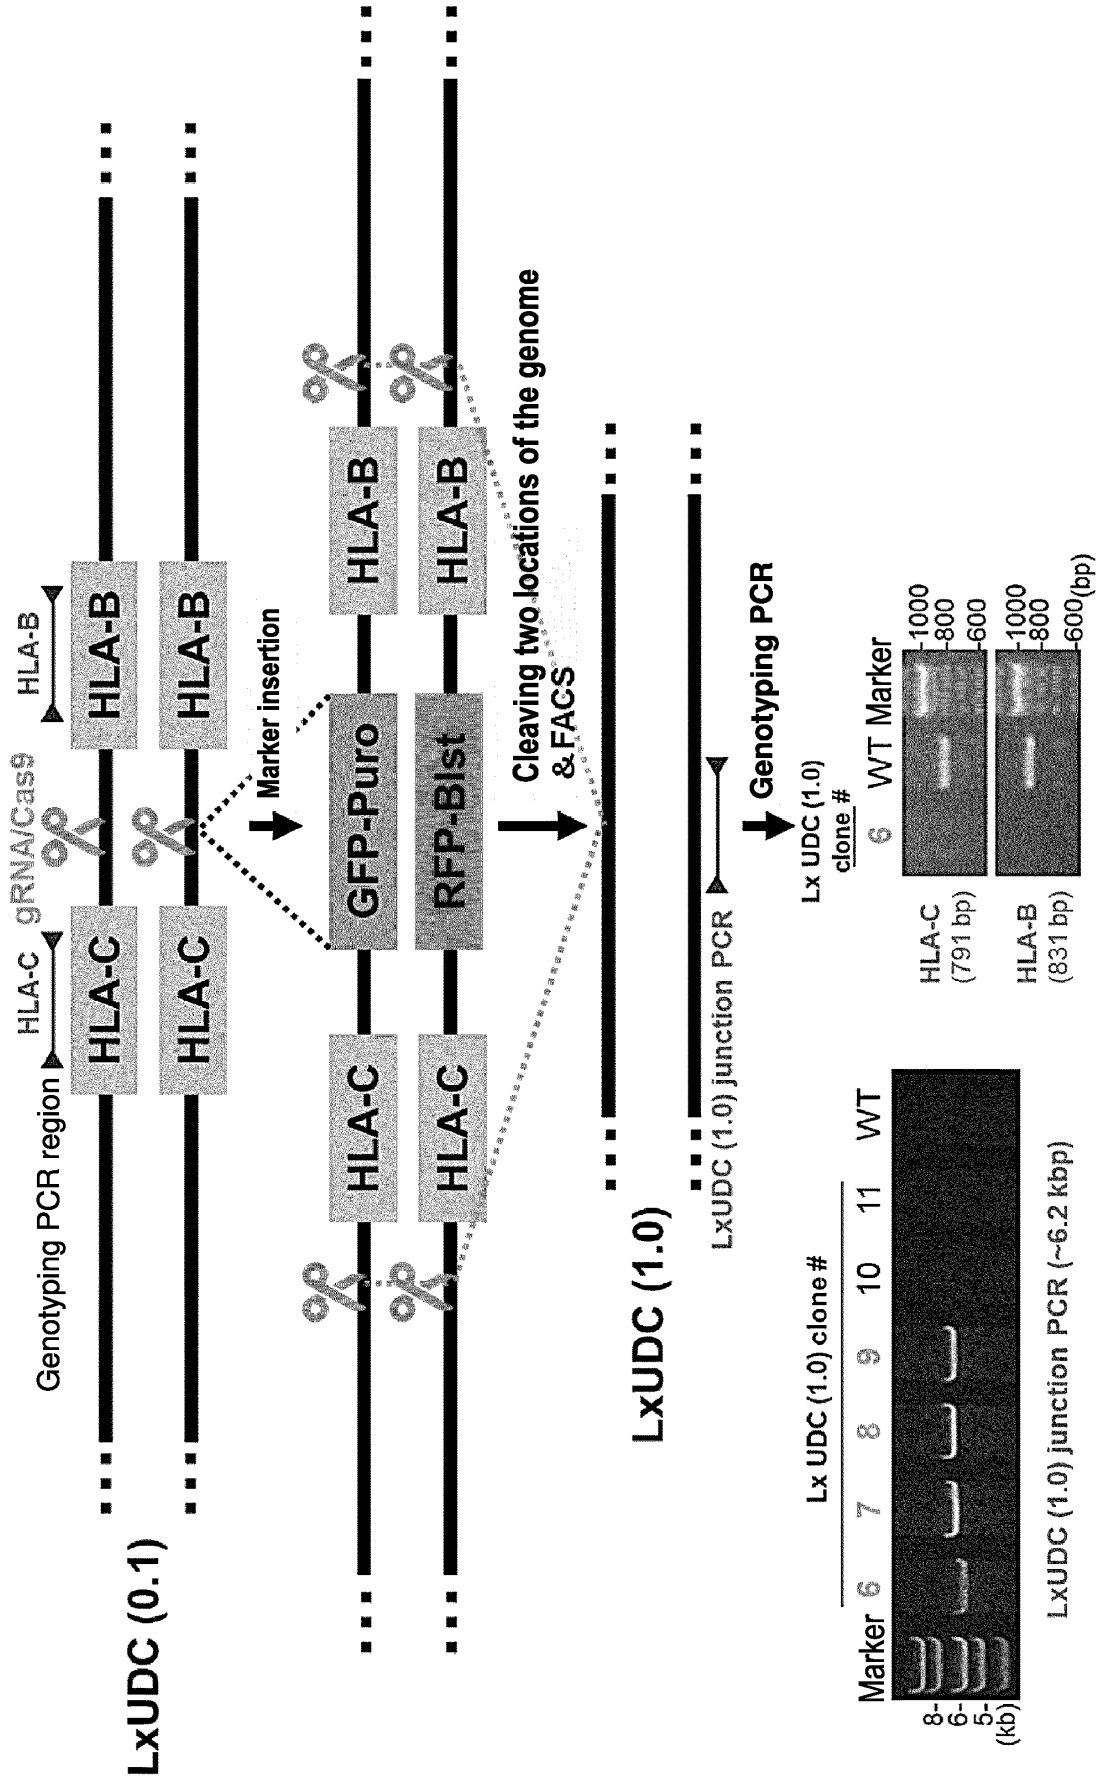 LxUDC (0.1)
Genotyping PCR region
HLA-C
gRNA/Cas9
HLA-B
HLA-C
HLA-B
HLA-C
HLA-B
Marker insertion
HLA-C
GFP-Puro
HLA-B
HLA-C
RFP-Blst
HLA-B
Cleaving two locations of the genome
& FACS
LxUDC (1.0)
LxUDC (1.0) junction PCR
Genotyping PCR
Lx UDC (1.0) clone #
Marker 6 7 8 9 10 11 WT
8-
6-
5-
(kb)
LxUDC (1.0) junction PCR (~6.2 kbp)
Lx UDC (1.0)
clone #
6 WT Marker
HLA-C
(791 bp)
-1000
-800
-600
HLA-B
(831 bp)
-1000
-800
-600
(bp)